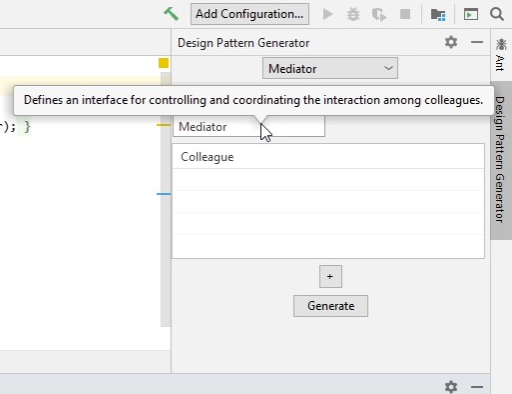 Add Configuration...
Design Pattern Generator
Mediator
Defines an interface for controlling and coordinating the interaction among colleagues.
); }
Mediator
Colleague
+
Generate
Ant
Design Pattern Generator